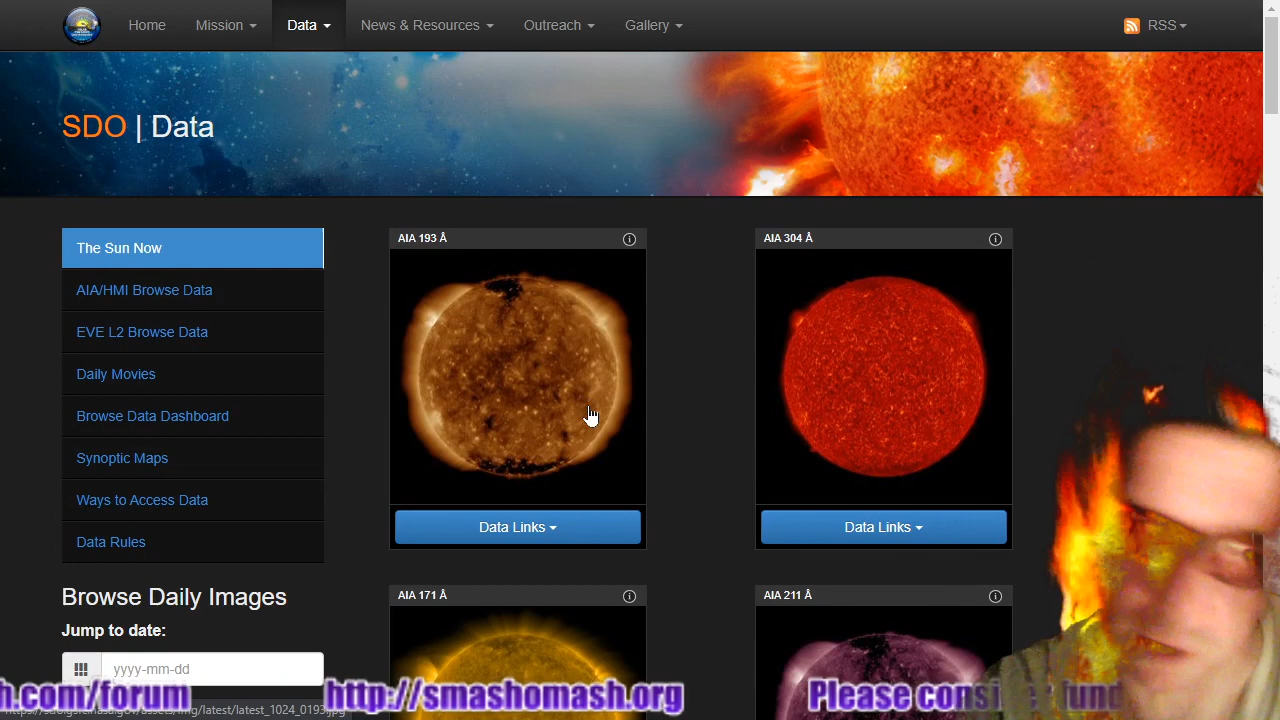 Home
Mission
Data
News & Resources
Outreach
Gallery
RSS
SDO | Data
The Sun Now
AIA/HMI Browse Data
EVE L2 Browse Data
Daily Movies
Browse Data Dashboard
Synoptic Maps
Ways to Access Data
Data Rules
Browse Daily Images
Jump to date:
yyyy-mm-dd
AIA 193 Å
AIA 304 Å
Data Links
Data Links
AIA 171 Å
AIA 211 Å
h.com/forum http://smashomash.org Please